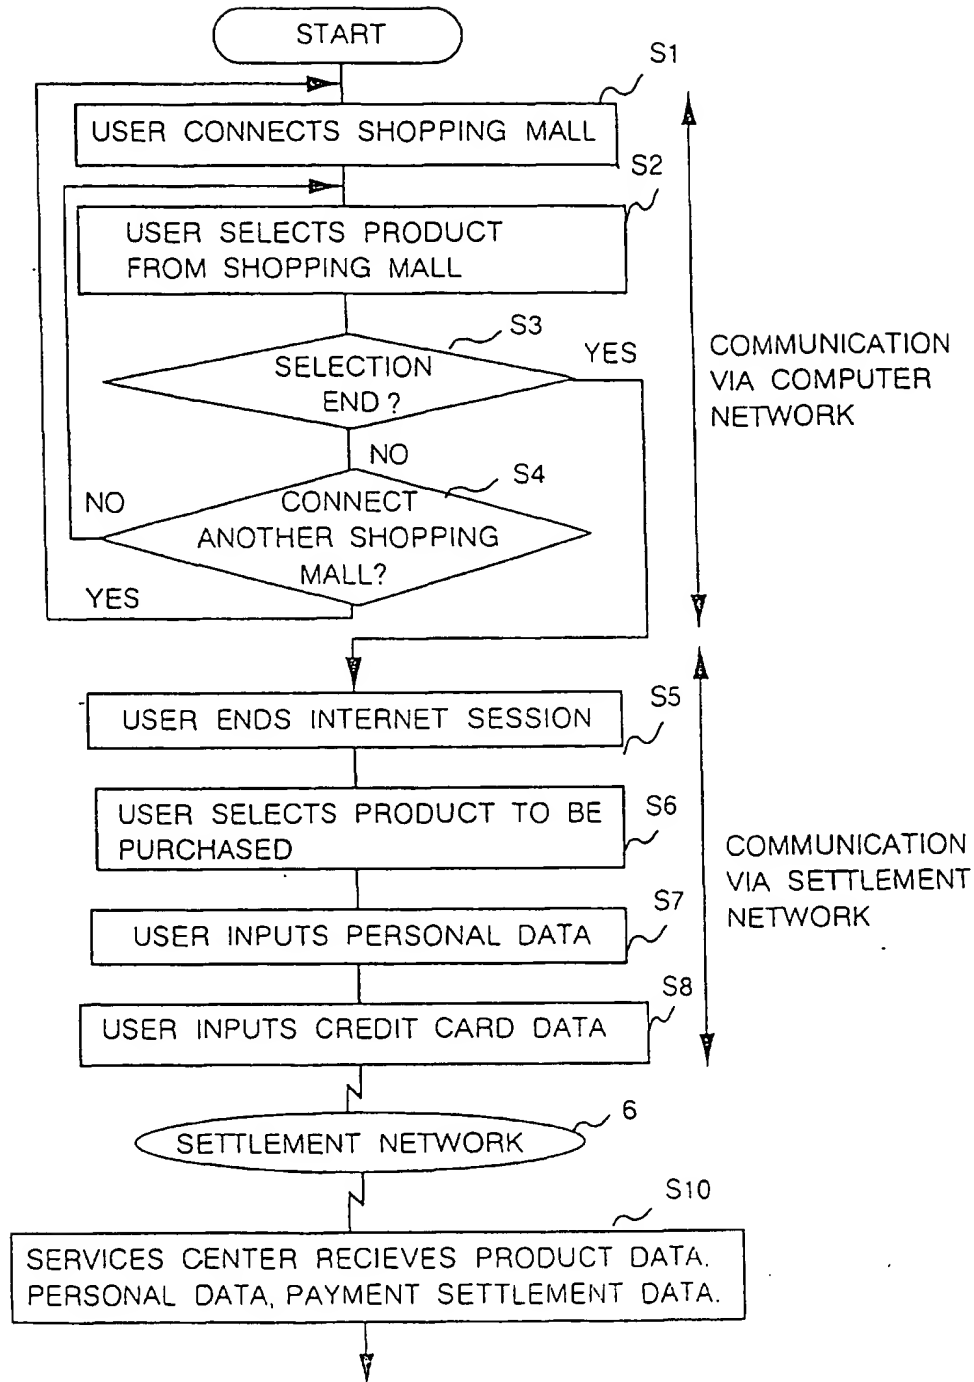 START
S1
USER CONNECTS SHOPPING MALL
S2
USER SELECTS PRODUCT
FROM SHOPPING MALL
S3
YES
SELECTION
END?
NO
COMMUNICATION
VIA COMPUTER
NETWORK
S4
NO
CONNECT
ANOTHER SHOPPING
MALL?
YES
S5
USER ENDS INTERNET SESSION
S6
USER SELECTS PRODUCT TO BE
PURCHASED
COMMUNICATION
VIA SETTLEMENT
NETWORK
S7
USER INPUTS PERSONAL DATA
S8
USER INPUTS CREDIT CARD DATA
6
SETTLEMENT NETWORK
S10
SERVICES CENTER RECIEVES PRODUCT DATA.
PERSONAL DATA, PAYMENT SETTLEMENT DATA.